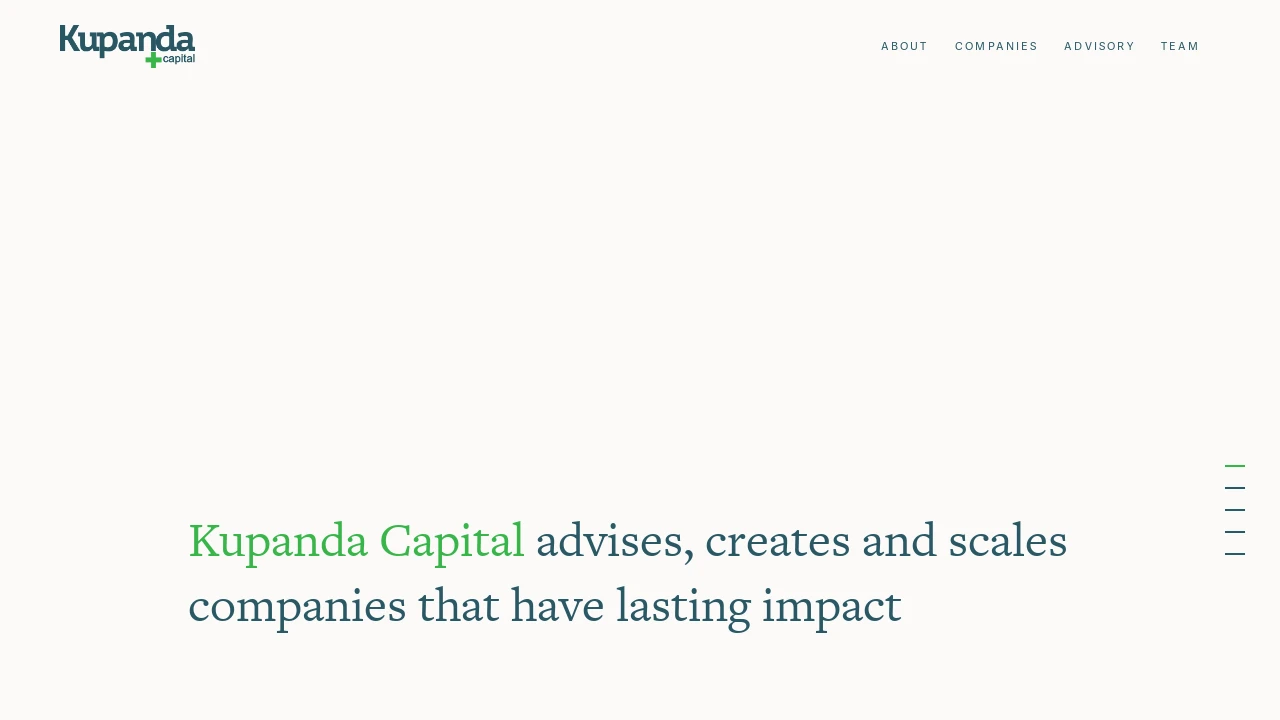 Kupanda
capital
ABOUT COMPANIES ADVISORY TEAM
Kupanda Capital advises, creates and scales
companies that have lasting impact